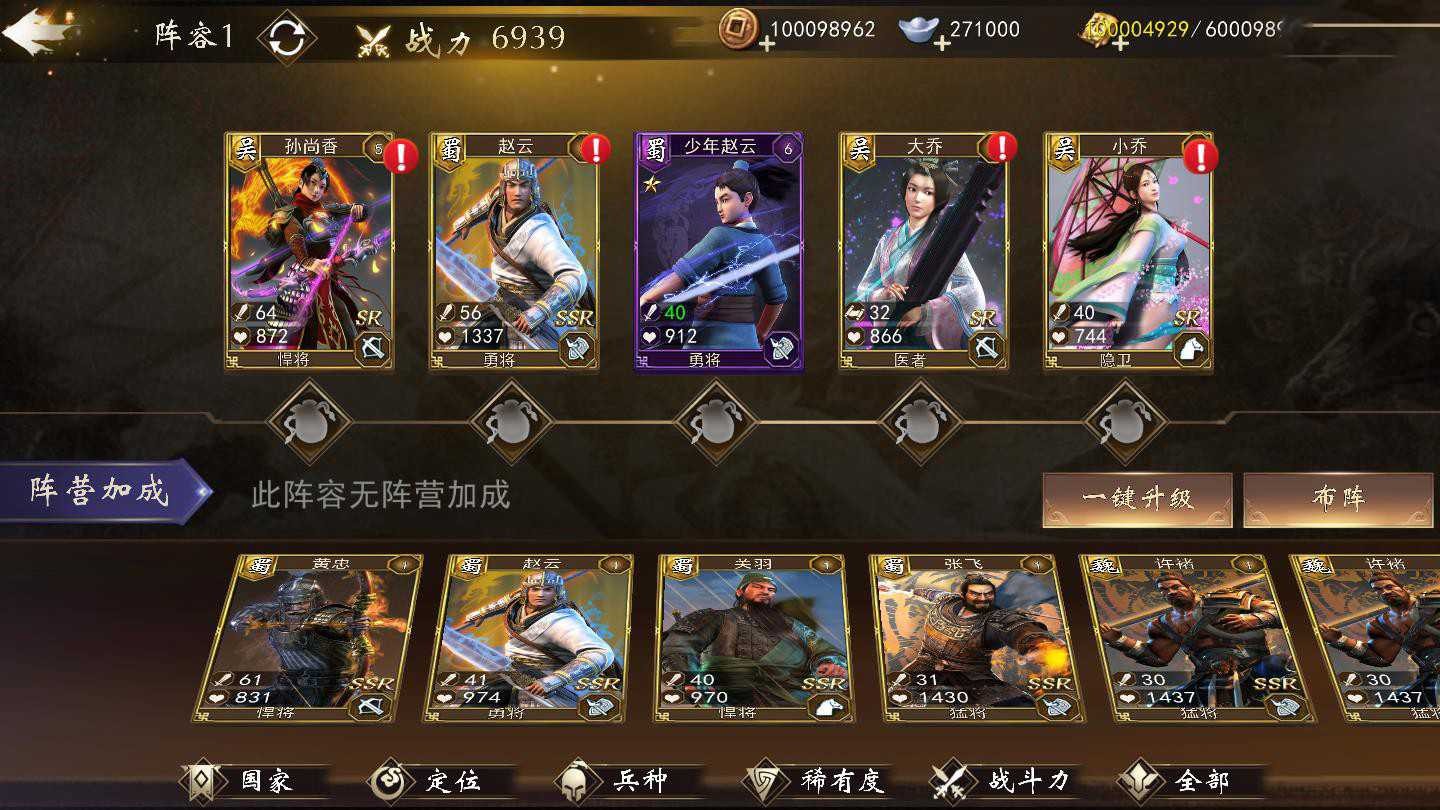 阵容1
战力 6939
100098962
271000
吴 孙尚香 5
64
872
SR
悍将
蜀 赵云
56
1337
SSR
勇将
蜀 少年赵云 6
40
912
勇将
吴 大乔
32
866
SR
医者
吴 小乔
40
744
SR
隐卫
阵营加成
此阵容无阵营加成
一键升级
布阵
蜀 黄忠 1
61
831
SSR
悍将
蜀 赵云 1
41
974
SSR
勇将
蜀 关羽 1
40
970
SSR
悍将
蜀 张飞 1
31
1430
SSR
猛将
魏 许褚 1
30
1437
SSR
猛将
魏 许褚
30
1437
国家
定位
兵种
稀有度
战斗力
全部